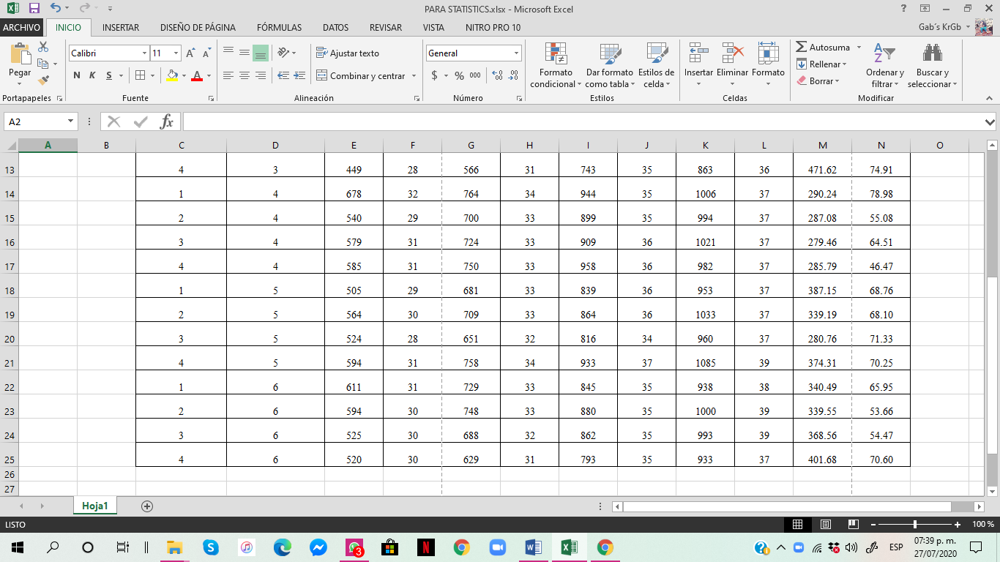 PARA STATISTICS.xlsx - Microsoft Excel
?
ARCHIVO INICIO INSERTAR DISEÑO DE PÁGINA FÓRMULAS DATOS REVISAR VISTA NITRO PRO 10 Gab´s KrGb
Pegar
Portapapeles
Calibri 11 A A
N K S A
Fuente
Ajustar texto
Combinar y centrar
Alineación
General
$ % 000
Número
Formato condicional
Dar formato como tabla
Estilos de celda
Estilos
Insertar Eliminar Formato
Celdas
Autosuma
Rellenar
Borrar
Ordenar y filtrar
Buscar y seleccionar
Modificar
A2 fx
A B C D E F G H I J K L M N O
13 4 3 449 28 566 31 743 35 863 36 471.62 74.91
14 1 4 678 32 764 34 944 35 1006 37 290.24 78.98
15 2 4 540 29 700 33 899 35 994 37 287.08 55.08
16 3 4 579 31 724 33 909 36 1021 37 279.46 64.51
17 4 4 585 31 750 33 958 36 982 37 285.79 46.47
18 1 5 505 29 681 33 839 36 953 37 387.15 68.76
19 2 5 564 30 709 33 864 36 1033 37 339.19 68.10
20 3 5 524 28 651 32 816 34 960 37 280.76 71.33
21 4 5 594 31 758 34 933 37 1085 39 374.31 70.25
22 1 6 611 31 729 33 845 35 938 38 340.49 65.95
23 2 6 594 30 748 33 880 35 1000 39 339.55 53.66
24 3 6 525 30 688 32 862 35 993 39 368.56 54.47
25 4 6 520 30 629 31 793 35 933 37 401.68 70.60
26
27
Hoja1
LISTO 100 %
3 ESP 07:39 p. m.
27/07/2020